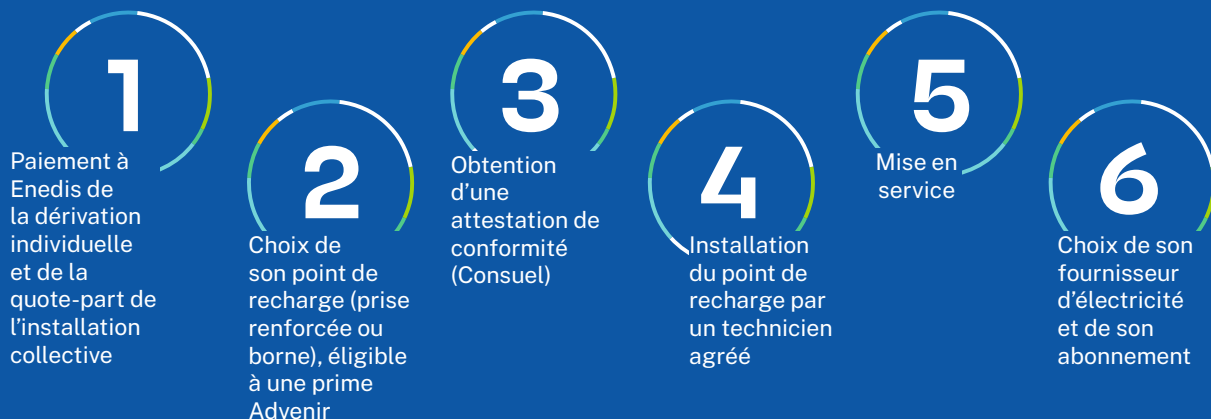 1
Paiement à
Enedis de
la dérivation
individuelle
et de la
quote-part de
l’installation
collective
2
Choix de
son point de
recharge (prise
renforcée ou
borne), éligible
à une prime
Advenir
3
Obtention
d’une
attestation de
conformité
(Consuel)
4
Installation
du point de
recharge par
un technicien
agréé
5
Mise en
service
6
Choix de son
fournisseur
d’électricité
et de son
abonnement